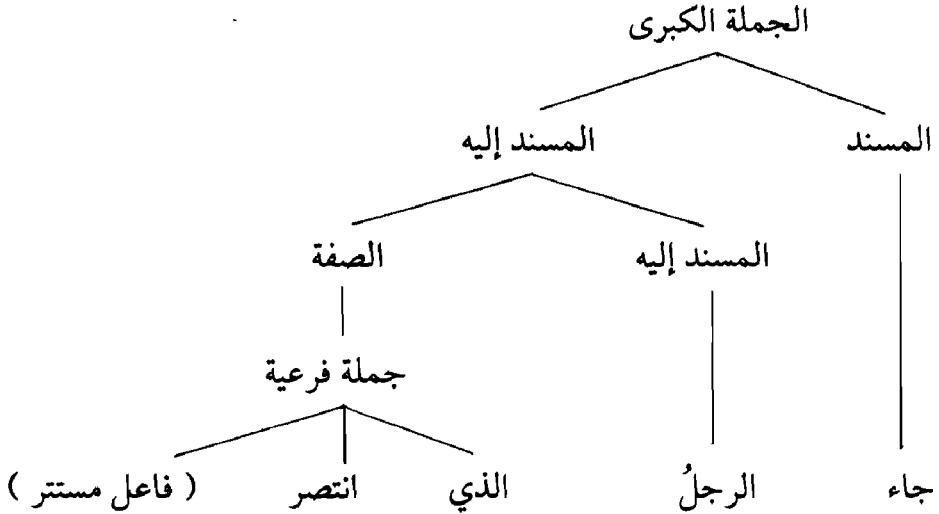 الجملة الكبرى
المسند المسند إليه
المسند إليه الصفة
جملة فرعية
جاء الرجلُ الذي انتصر ( فاعل مستتر )